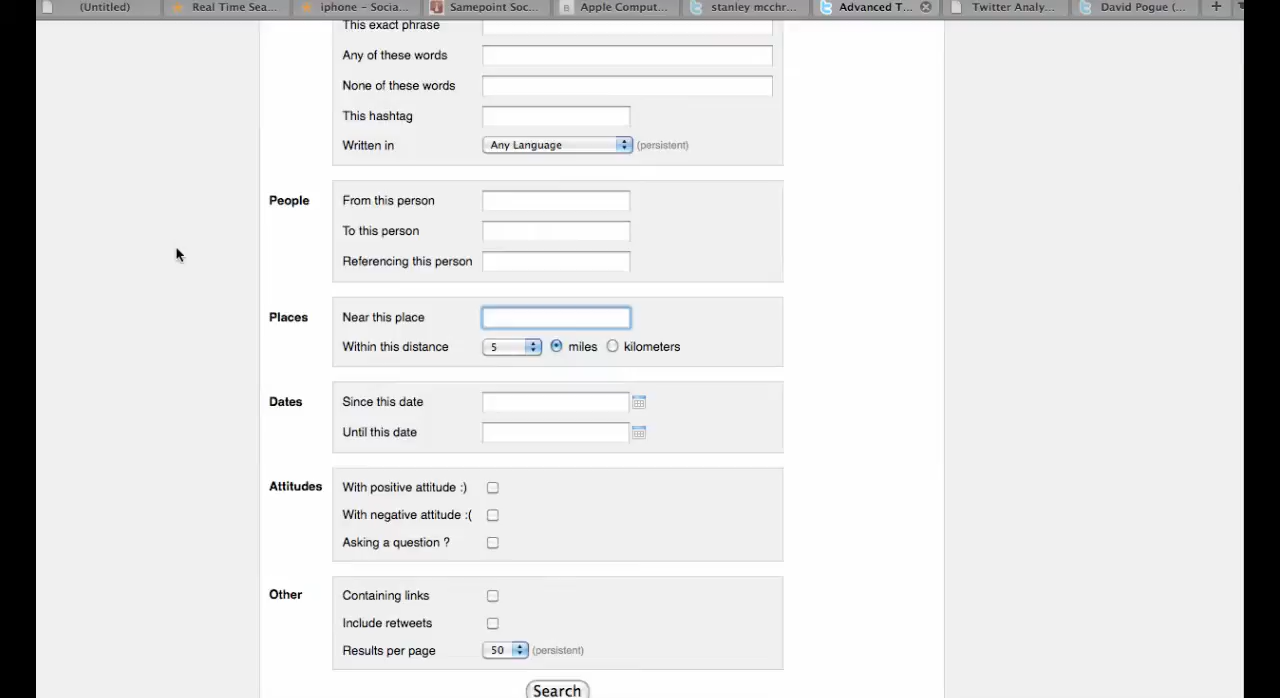 (Untitled) Real Time Sea... iphone – Socia... Samepoint Soc... Apple Comput... stanley mcchr... Advanced T... Twitter Analy... David Pogue (...
This exact phrase
Any of these words
None of these words
This hashtag
Written in Any Language (persistent)
People From this person
To this person
Referencing this person
Places Near this place
Within this distance 5 miles kilometers
Dates Since this date
Until this date
Attitudes With positive attitude :)
With negative attitude :(
Asking a question ?
Other Containing links
Include retweets
Results per page 50 (persistent)
Search